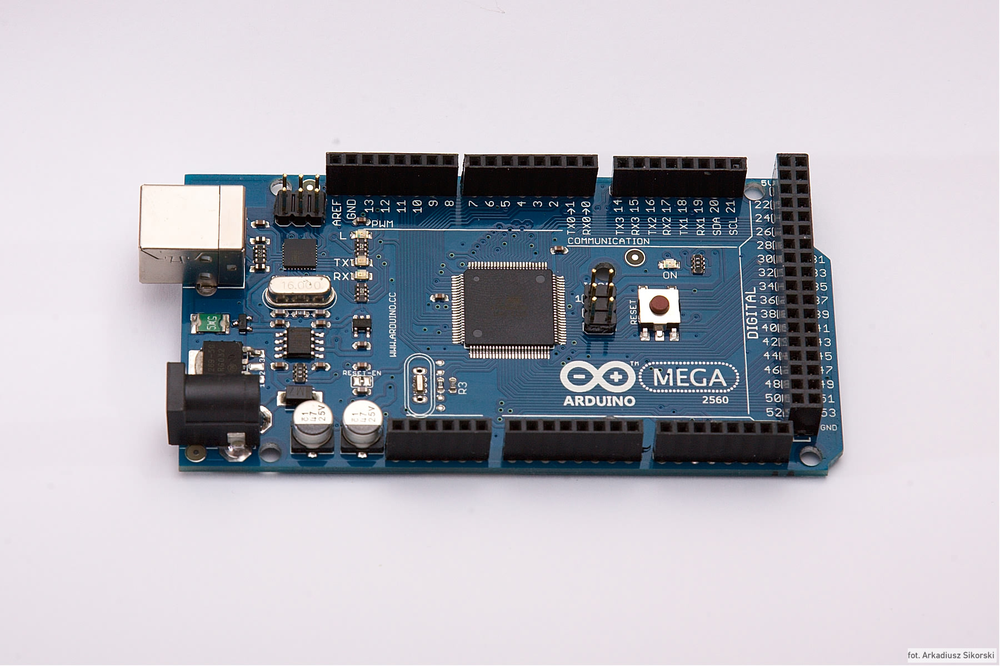 AREF
GND
13
12
11
10
9
8
7
6
5
4
3
2
TX0→1
RX0→0
TX3 14
RX3 15
TX2 16
RX2 17
TX1 18
RX1 19
SDA 20
SCL 21
PWM
COMMUNICATION
L
TX
RX
ON
RESET
16.000
WWW.ARDUINO.CC
RESET-EN
R3
M7
47
25V
47
25V
ARDUINO
TM
MEGA
2560
DIGITAL
5V
22
24
26
28
30 31
32 33
34 35
36 37
38 39
40 41
42 43
44 45
46 47
48 49
50 51
52 53
GND
fot. Arkadiusz Sikorski